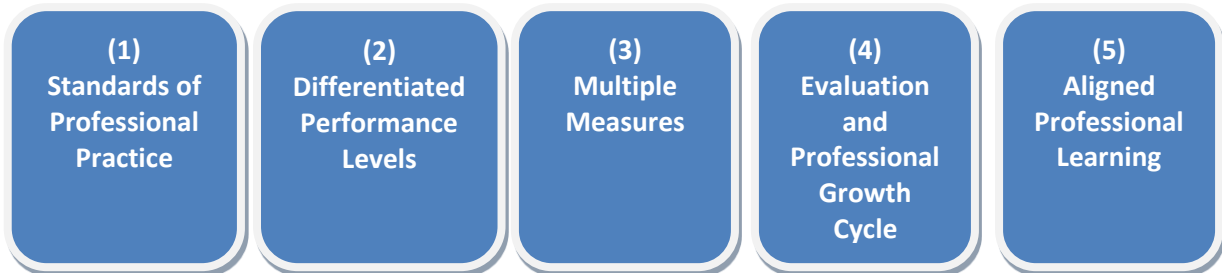 (1)
Standards of
Professional
Practice
(2)
Differentiated
Performance
Levels
(3)
Multiple
Measures
(4)
Evaluation
and
Professional
Growth
Cycle
(5)
Aligned
Professional
Learning